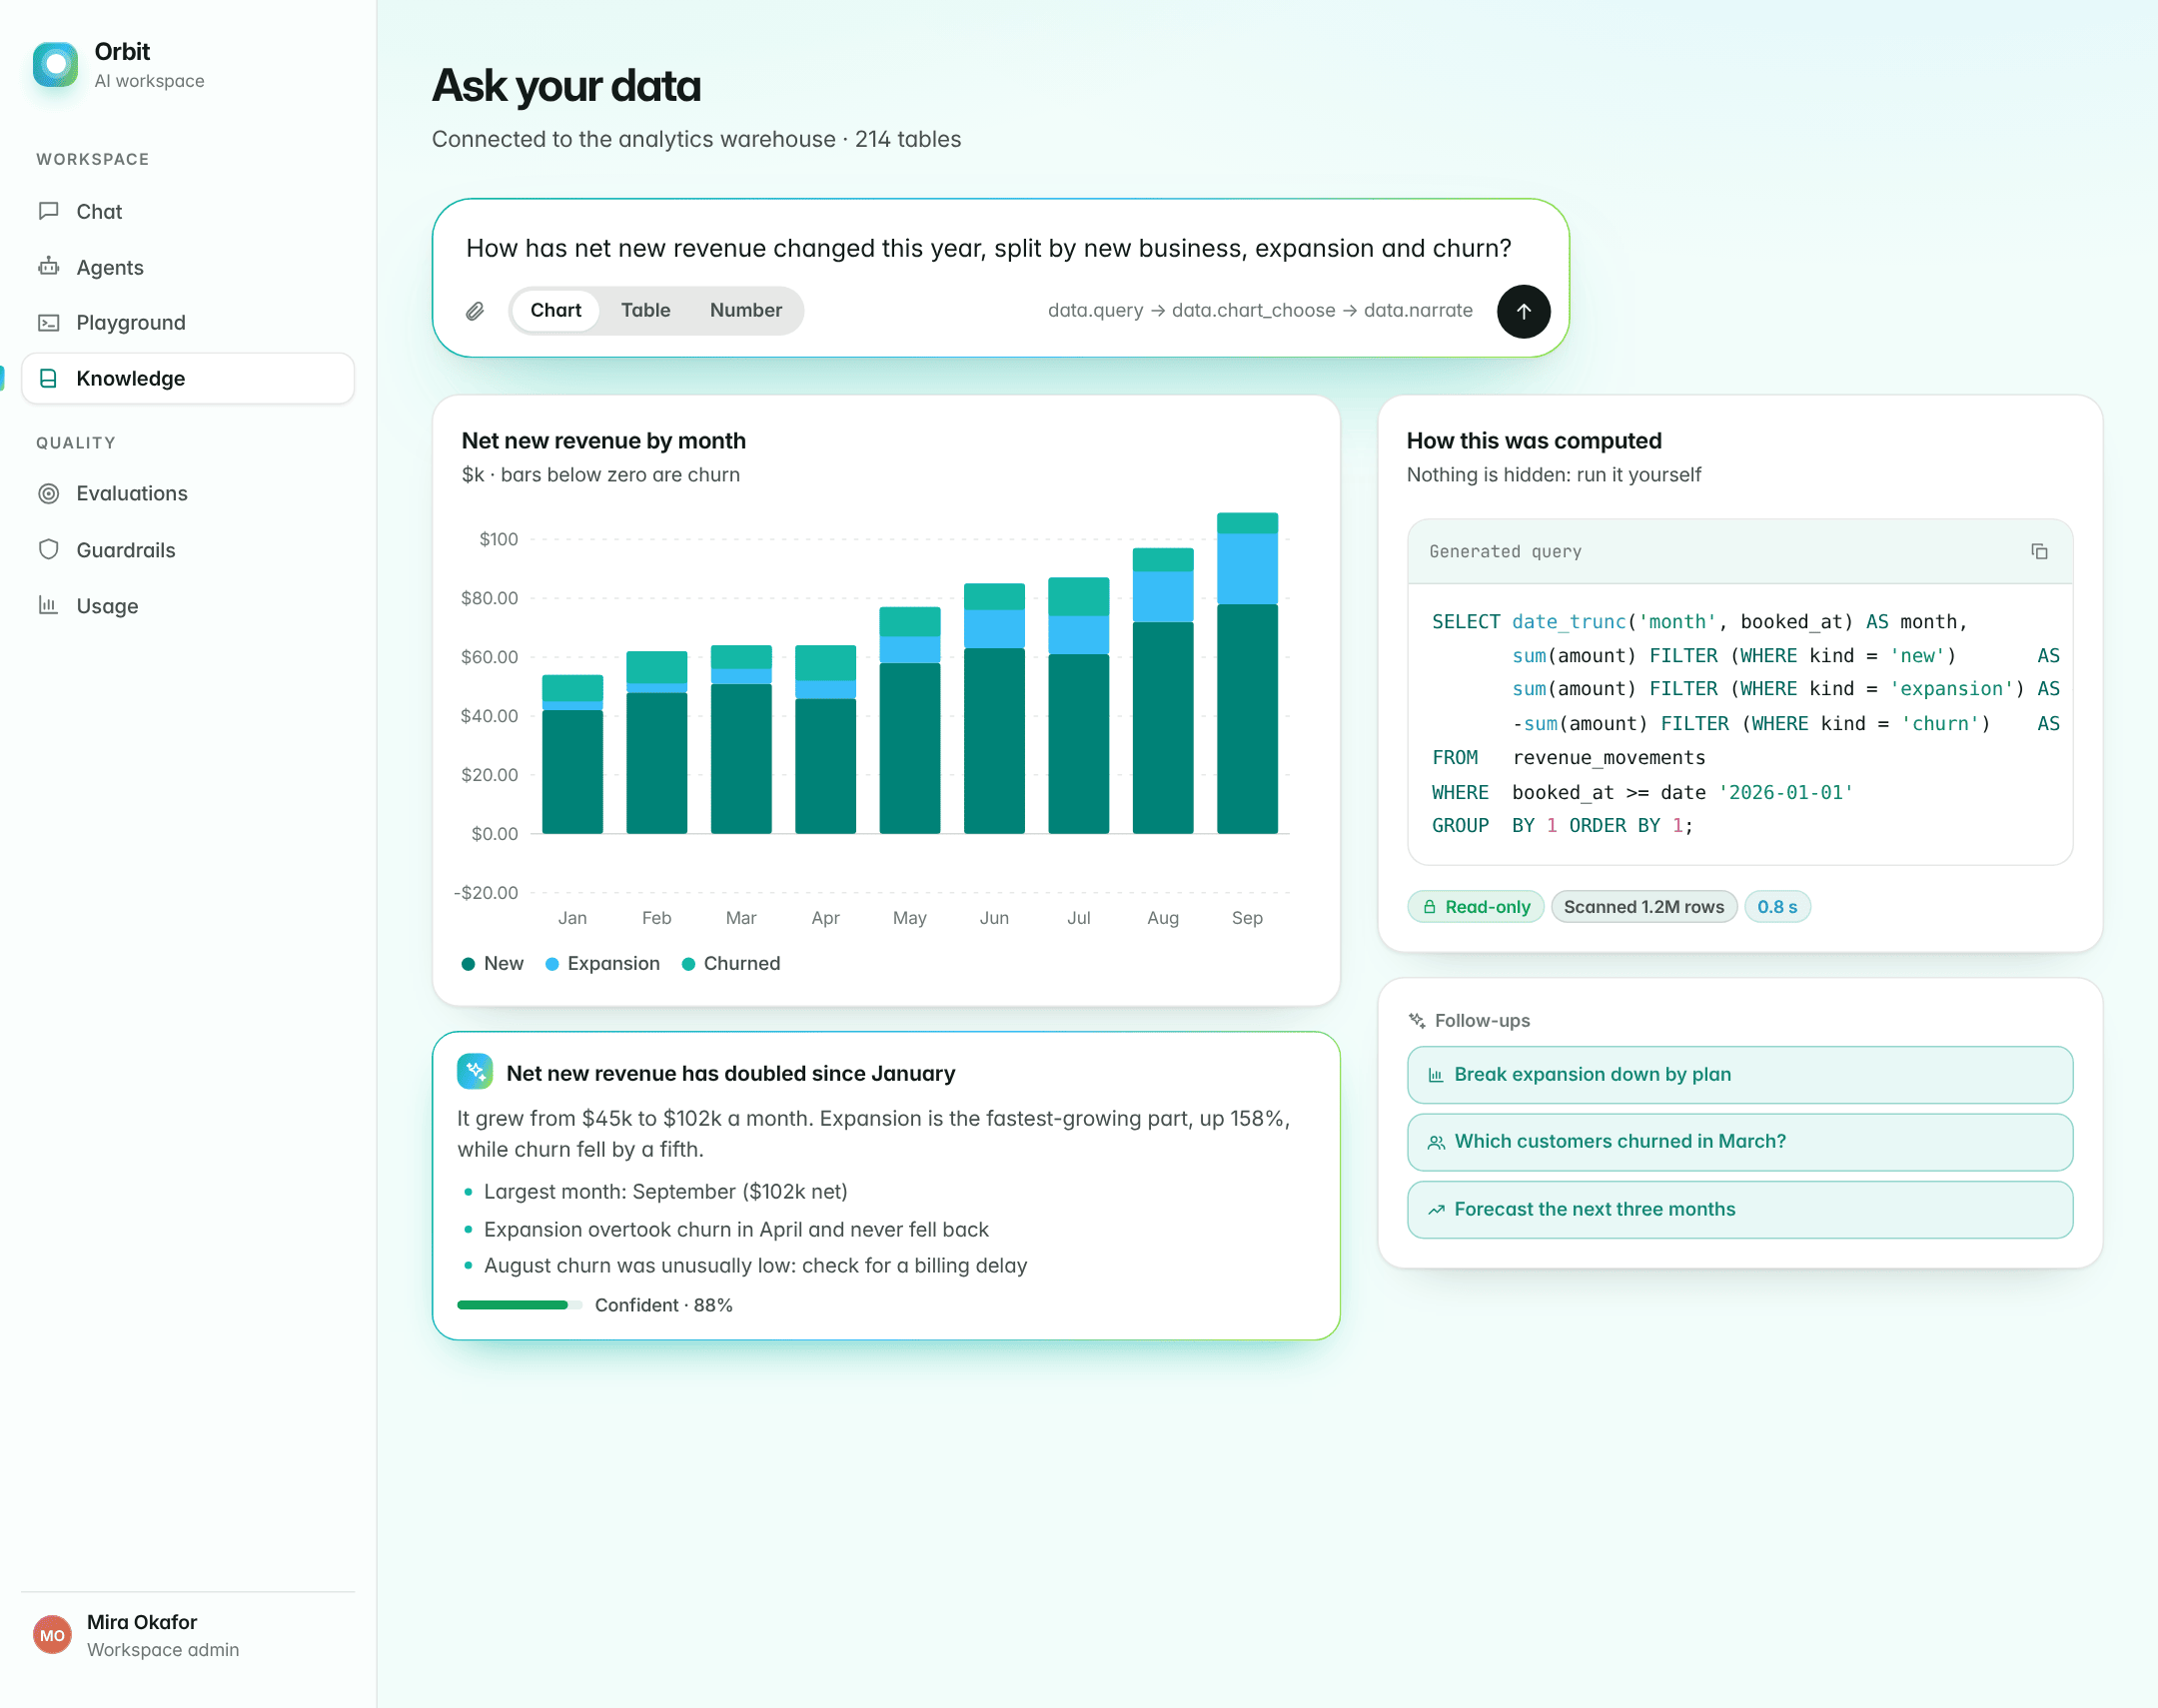 Orbit
AI workspace
WORKSPACE
Chat
Agents
Playground
Knowledge
QUALITY
Evaluations
Guardrails
Usage
Mira Okafor
Workspace admin
MO
Ask your data
Connected to the analytics warehouse · 214 tables
How has net new revenue changed this year, split by new business, expansion and churn?
Chart Table Number
data.query → data.chart_choose → data.narrate
Net new revenue by month
$k · bars below zero are churn
$100
$80.00
$60.00
$40.00
$20.00
$0.00
-$20.00
Jan Feb Mar Apr May Jun Jul Aug Sep
New Expansion Churned
Net new revenue has doubled since January
It grew from $45k to $102k a month. Expansion is the fastest-growing part, up 158%,
while churn fell by a fifth.
Largest month: September ($102k net)
Expansion overtook churn in April and never fell back
August churn was unusually low: check for a billing delay
Confident · 88%
How this was computed
Nothing is hidden: run it yourself
Generated query
SELECT date_trunc('month', booked_at) AS month,
sum(amount) FILTER (WHERE kind = 'new') AS
sum(amount) FILTER (WHERE kind = 'expansion') AS
-sum(amount) FILTER (WHERE kind = 'churn') AS
FROM revenue_movements
WHERE booked_at >= date '2026-01-01'
GROUP BY 1 ORDER BY 1;
Read-only
Scanned 1.2M rows
0.8 s
Follow-ups
Break expansion down by plan
Which customers churned in March?
Forecast the next three months